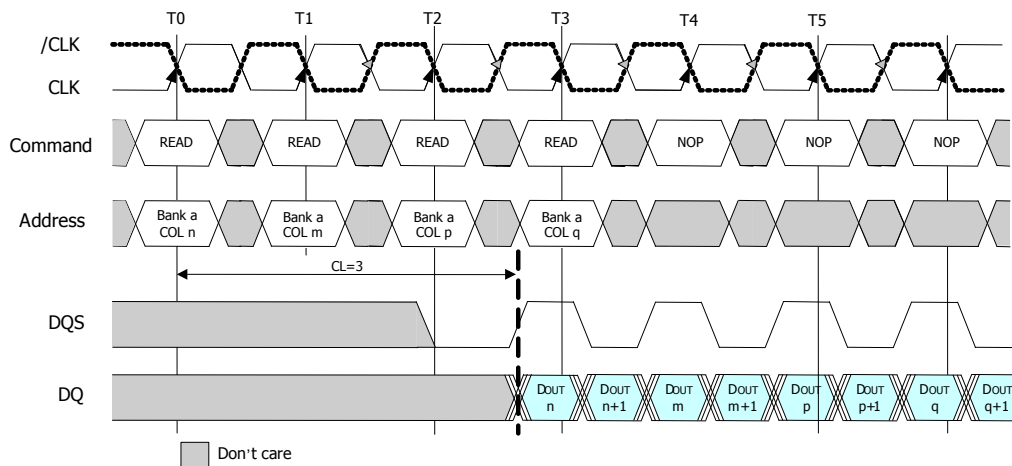 T0 T1 T2 T3 T4 T5
/CLK
CLK
Command READ READ READ READ NOP NOP NOP
Address Bank a COL n Bank a COL m Bank a COL p Bank a COL q
CL=3
DQS
DQ DOUT n DOUT n+1 DOUT m DOUT m+1 DOUT p DOUT p+1 DOUT q DOUT q+1
Don't care